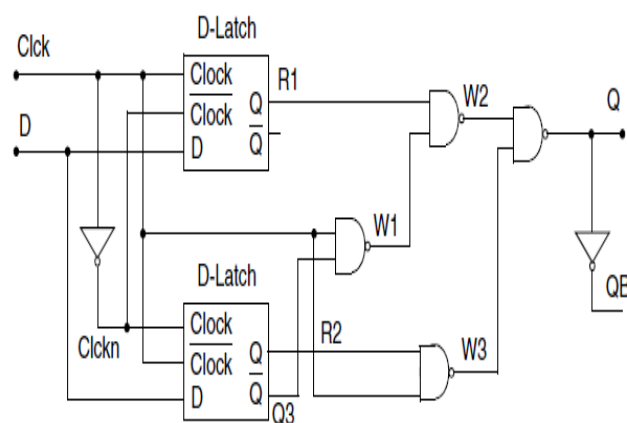 D-Latch
Clck
Clock
R1
W2
Q
Clock
Q
D
D
Q
W1
D-Latch
Clock
R2
QB
Clckn
Clock
Q
W3
D
Q
Q3